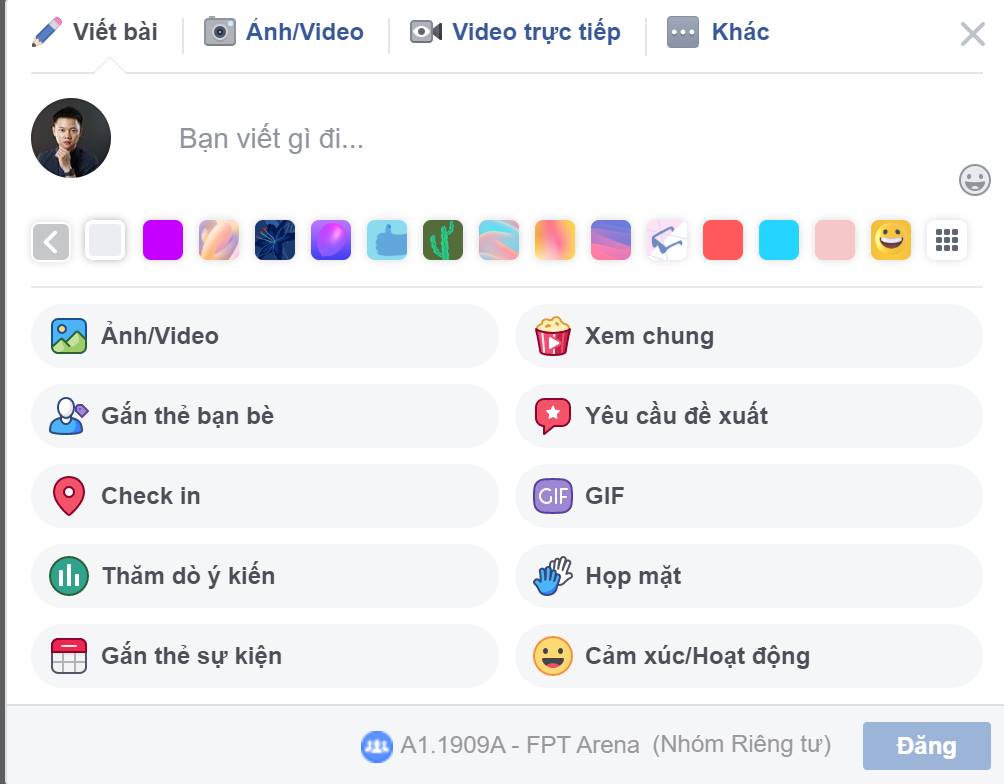 Viết bài
Ảnh/Video
Video trực tiếp
Khác
Bạn viết gì đi...
Ảnh/Video
Xem chung
Gắn thẻ bạn bè
Yêu cầu đề xuất
Check in
GIF
GIF
Thăm dò ý kiến
Họp mặt
Gắn thẻ sự kiện
Cảm xúc/Hoạt động
A1.1909A - FPT Arena (Nhóm Riêng tư)
Đăng